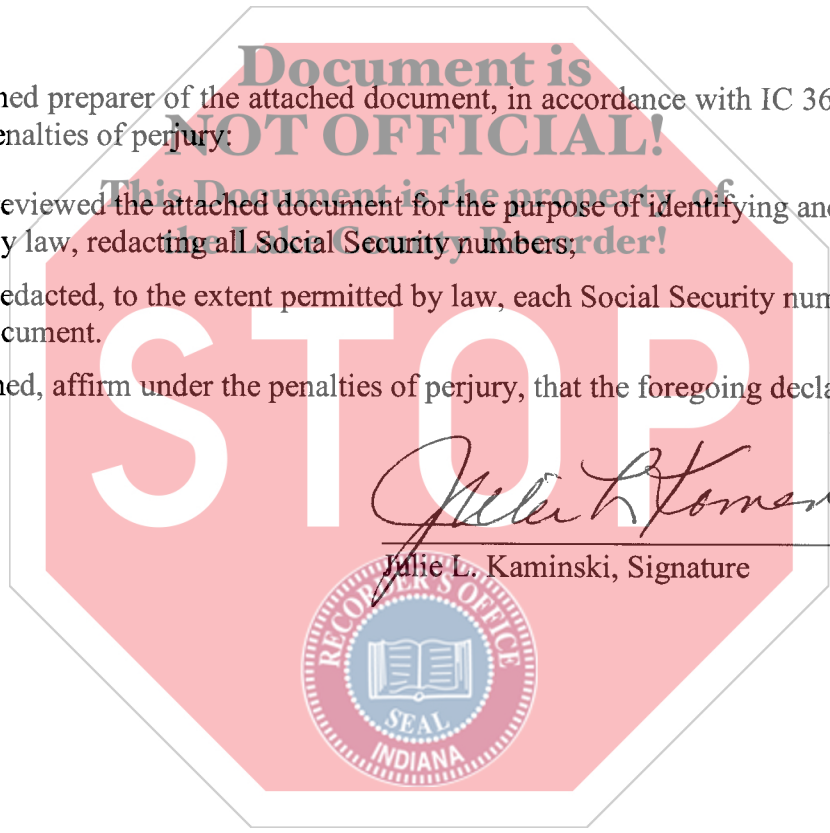 Document is
ned preparer of the attached document, in accordance with IC 36
NOT OFFICIAL!
enalties of perjury:
This Document is the property of
eviewed the attached document for the purpose of identifying and
the Lake County Recorder!
y law, redacting all Social Security numbers;
edacted, to the extent permitted by law, each Social Security num
cument.
STOP
ned, affirm under the penalties of perjury, that the foregoing decla
Julie L. Kamin
Julie L. Kaminski, Signature
RECORDER'S OFFICE
SEAL
INDIANA